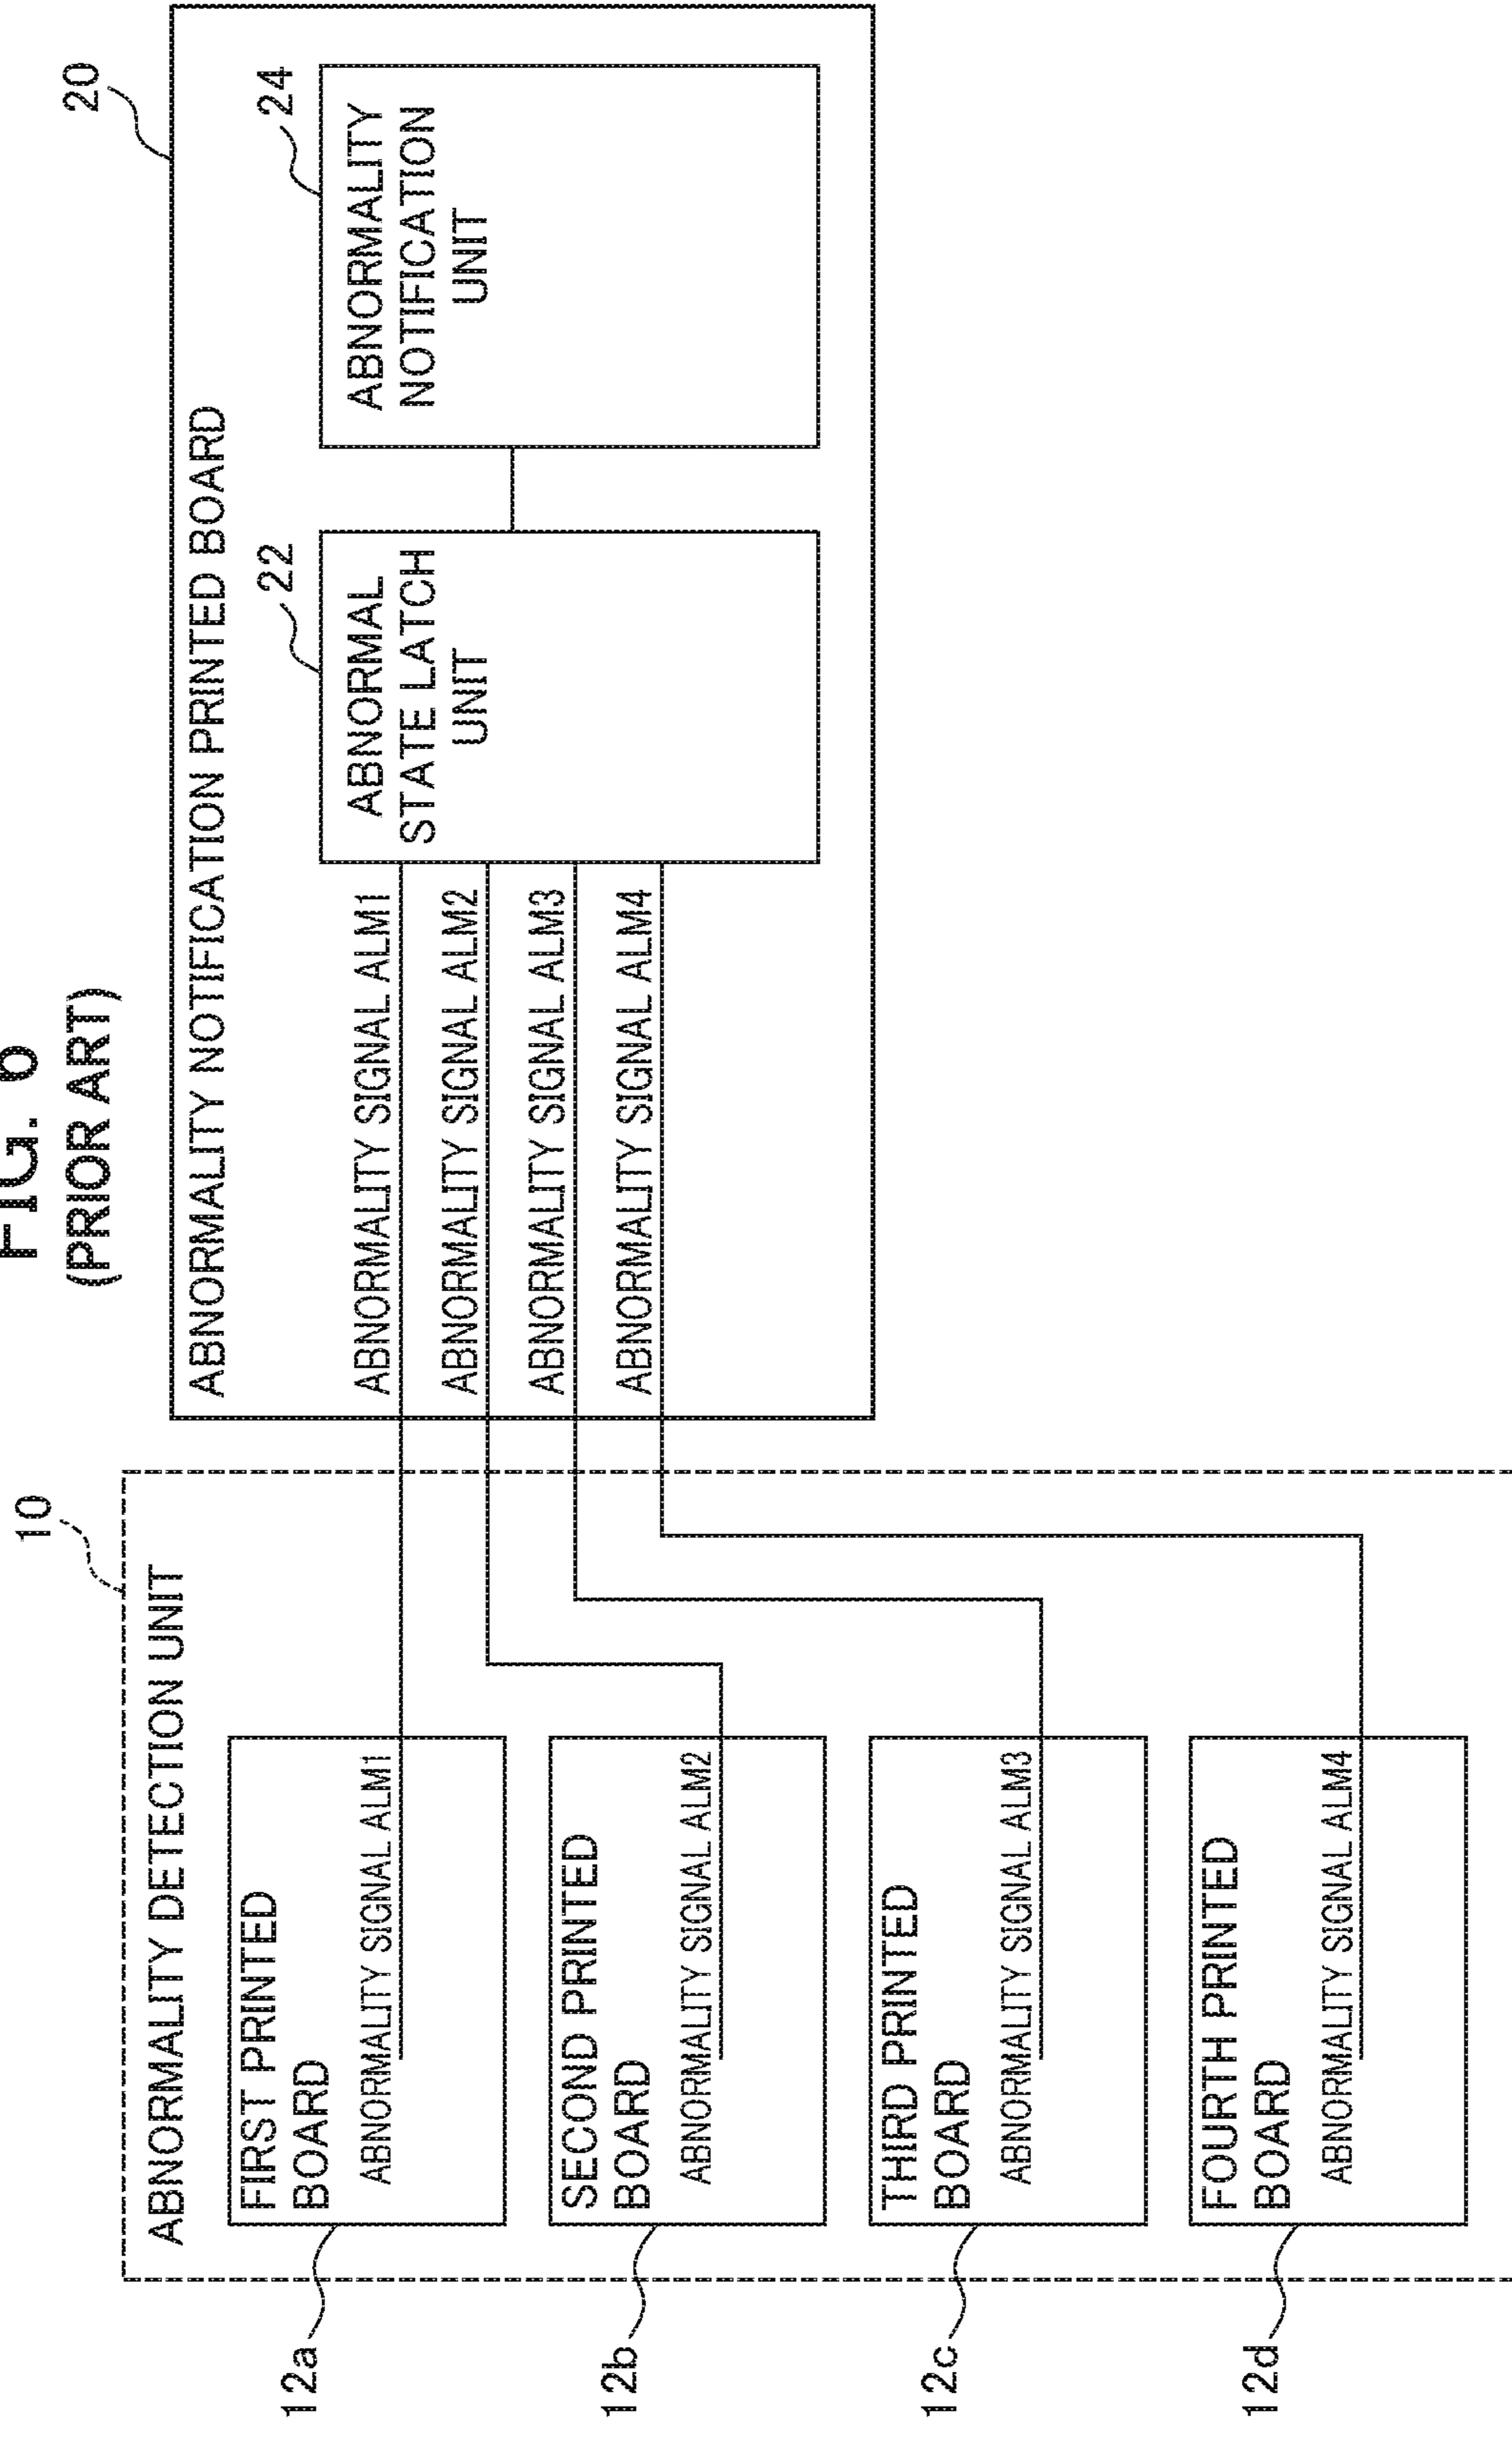 FIG. 6
(PRIOR ART)
10
ABNORMALITY DETECTION UNIT
12a
FIRST PRINTED
BOARD
ABNORMALITY SIGNAL ALM1
12b
SECOND PRINTED
BOARD
ABNORMALITY SIGNAL ALM2
12c
THIRD PRINTED
BOARD
ABNORMALITY SIGNAL ALM3
12d
FOURTH PRINTED
BOARD
ABNORMALITY SIGNAL ALM4
20
ABNORMALITY NOTIFICATION PRINTED BOARD
ABNORMALITY SIGNAL ALM1
ABNORMALITY SIGNAL ALM2
ABNORMALITY SIGNAL ALM3
ABNORMALITY SIGNAL ALM4
22
ABNORMAL
STATE LATCH
UNIT
24
ABNORMALITY
NOTIFICATION
UNIT